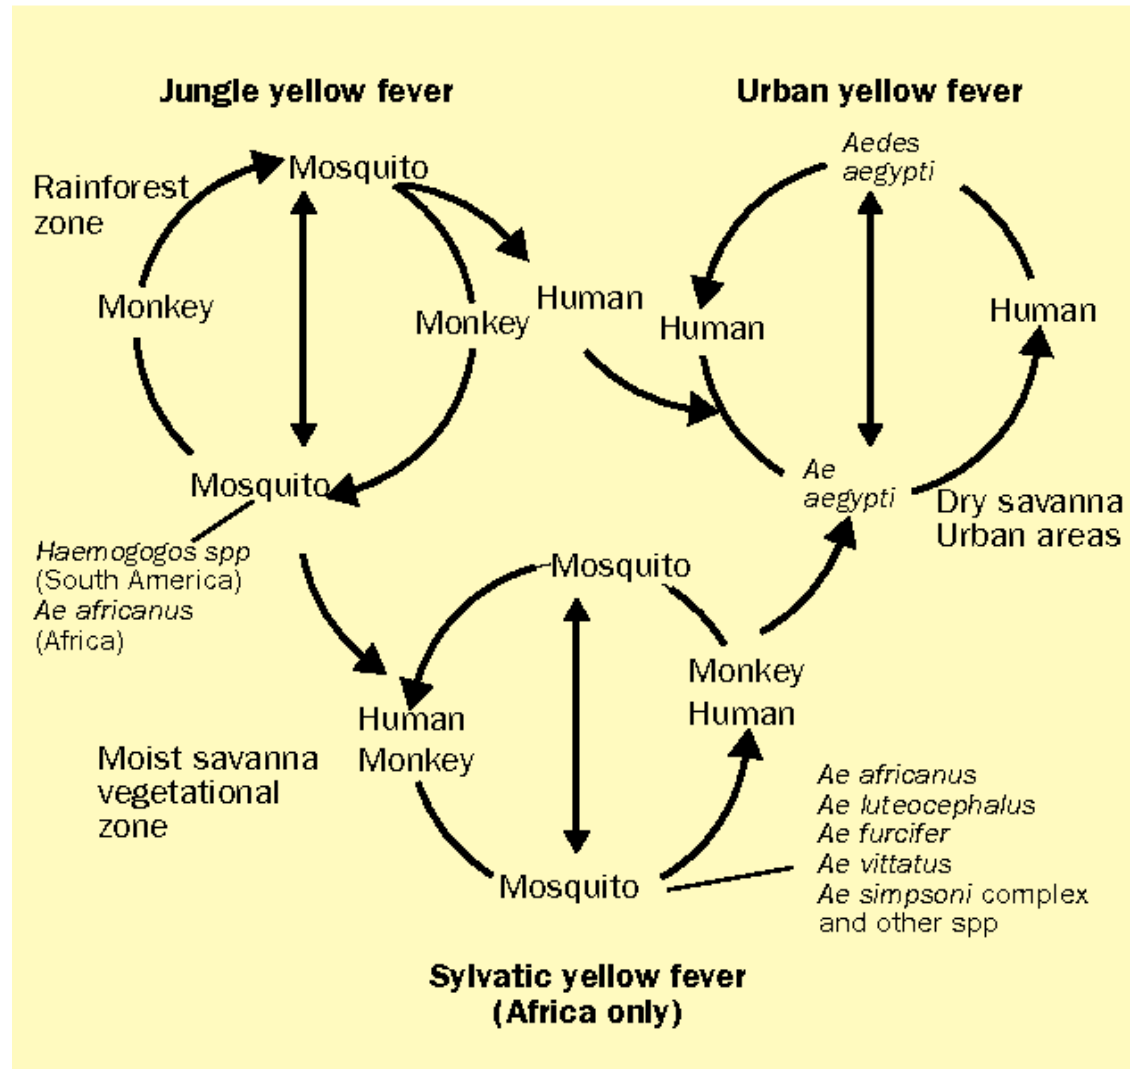 Jungle yellow fever
Urban yellow fever
Rainforest
zone
Mosquito
Monkey
Monkey
Human
Mosquito
Haemogogos spp
(South America)
Ae africanus
(Africa)
Aedes
aegypti
Human
Human
Ae
aegypti
Dry savanna
Urban areas
Mosquito
Monkey
Human
Human
Monkey
Moist savanna
vegetational
zone
Mosquito
Ae africanus
Ae luteocephalus
Ae furcifer
Ae vittatus
Ae simpsoni complex
and other spp
Sylvatic yellow fever
(Africa only)